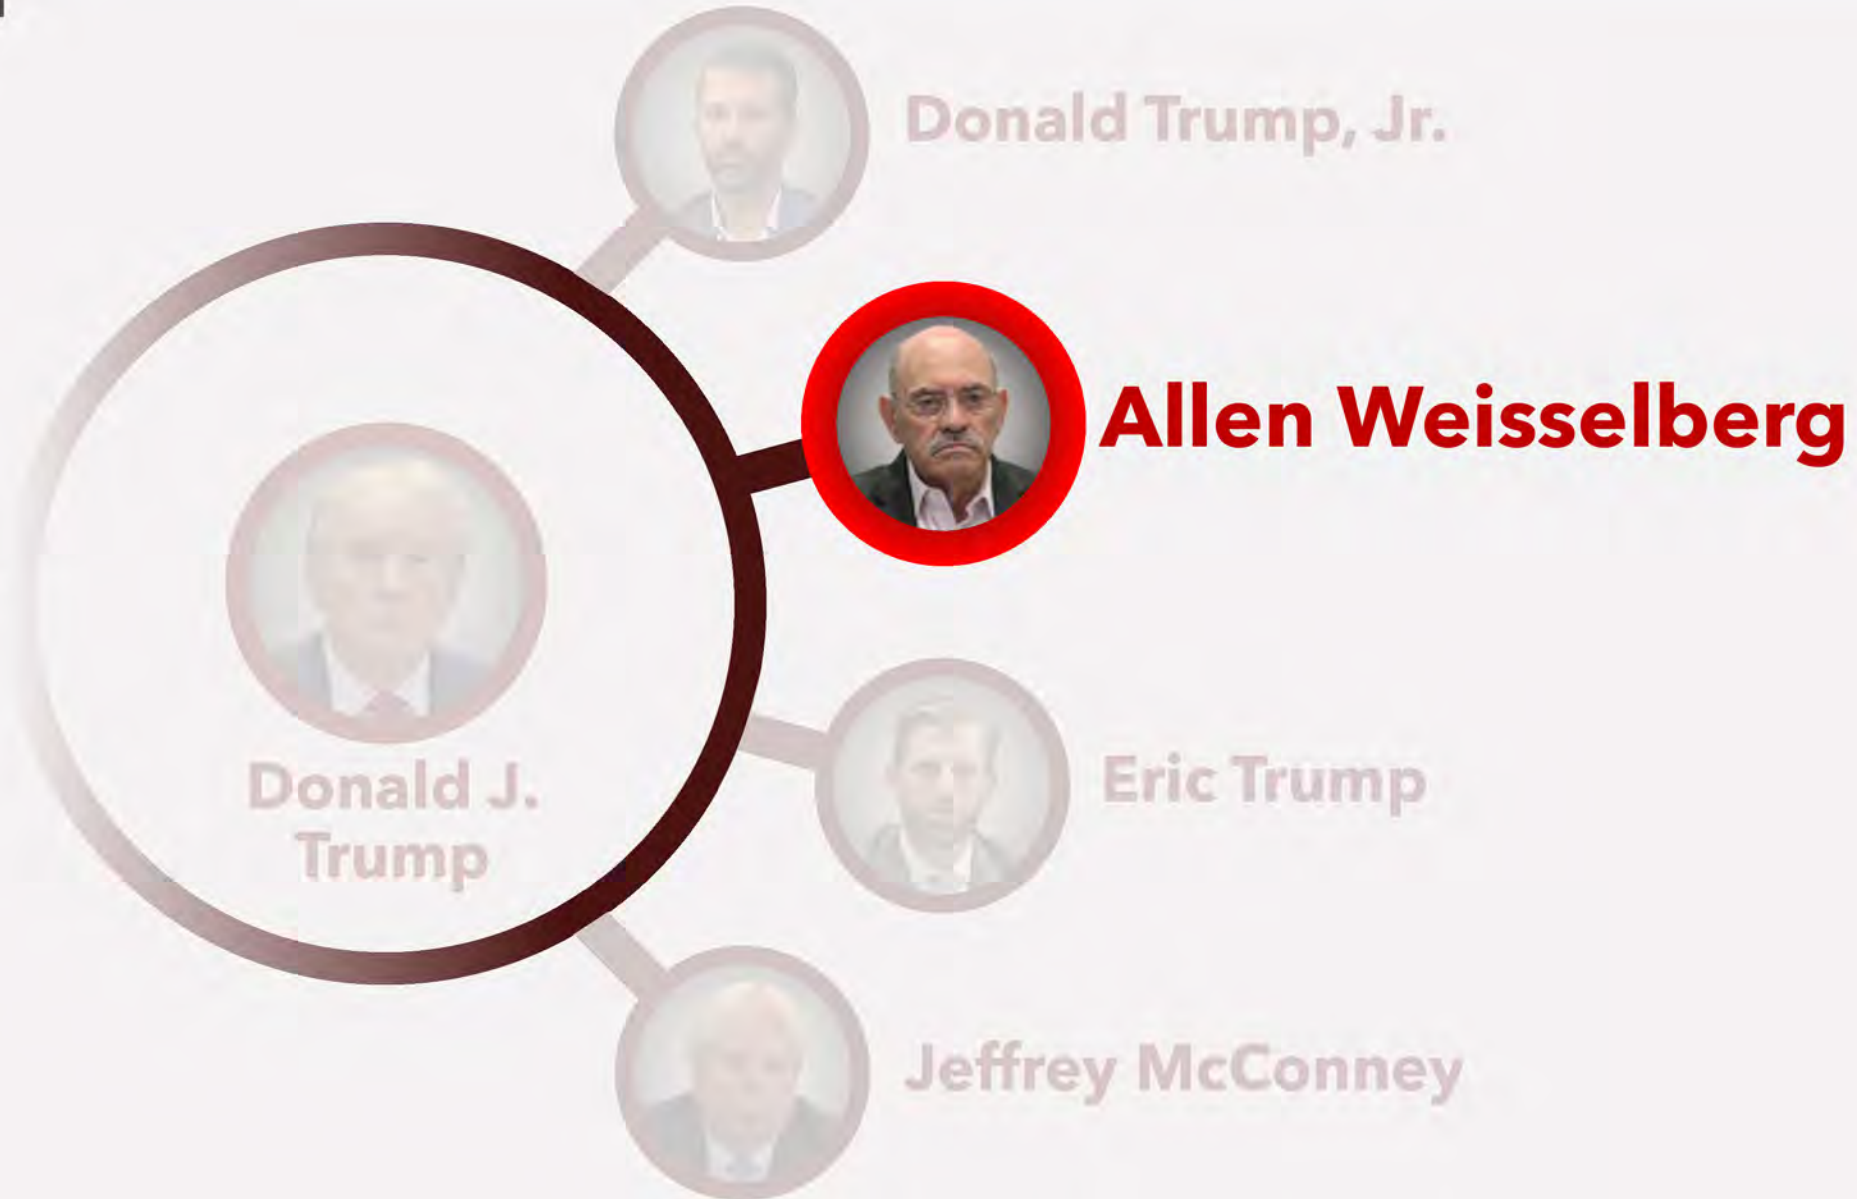 Donald Trump, Jr.
Allen Weisselberg
Donald J.
Trump
Eric Trump
Jeffrey McConney